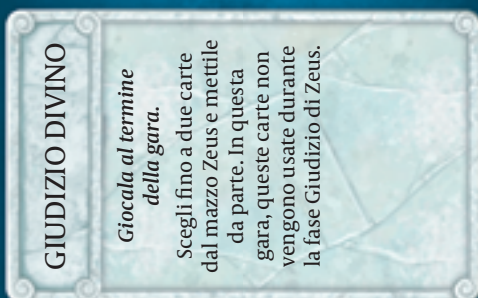 GIUDIZIO DIVINO
Giocala al termine
della gara.
Scegli fino a due carte
dal mazzo Zeus e mettile
da parte. In questa
gara, queste carte non
vengono usate durante
la fase Giudizio di Zeus.